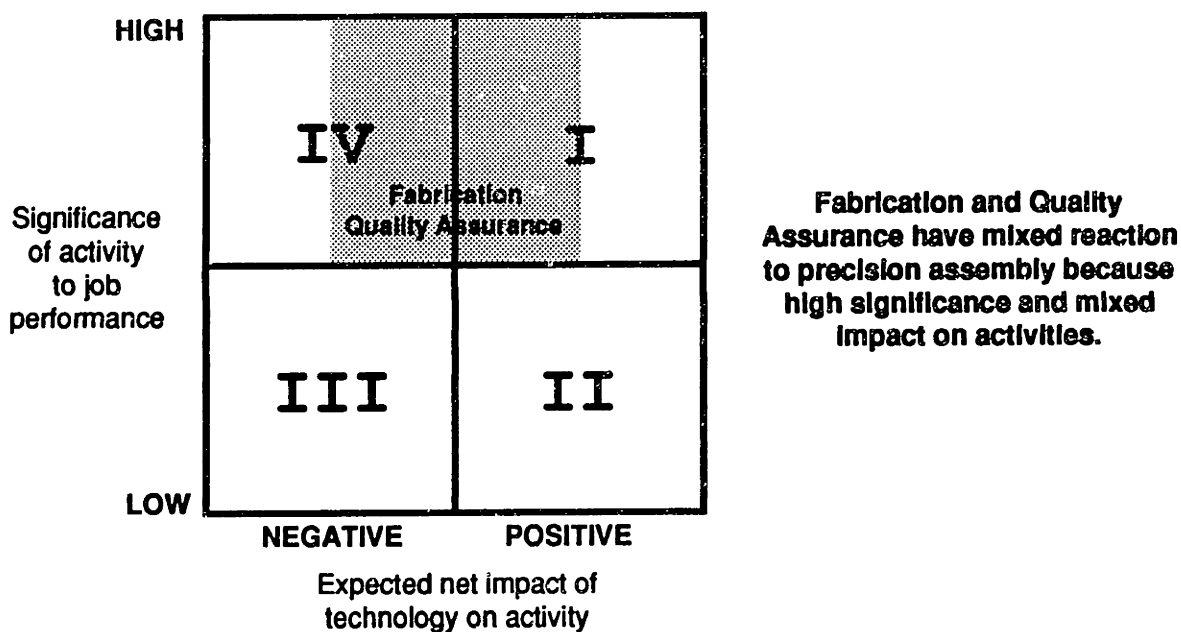 HIGH
IV
I
Fabrication
Quality Assurance
Significance
of activity
to job
performance
Fabrication and Quality
Assurance have mixed reaction
to precision assembly because
high significance and mixed
impact on activities.
III
II
LOW
NEGATIVE
POSITIVE
Expected net impact of
technology on activity